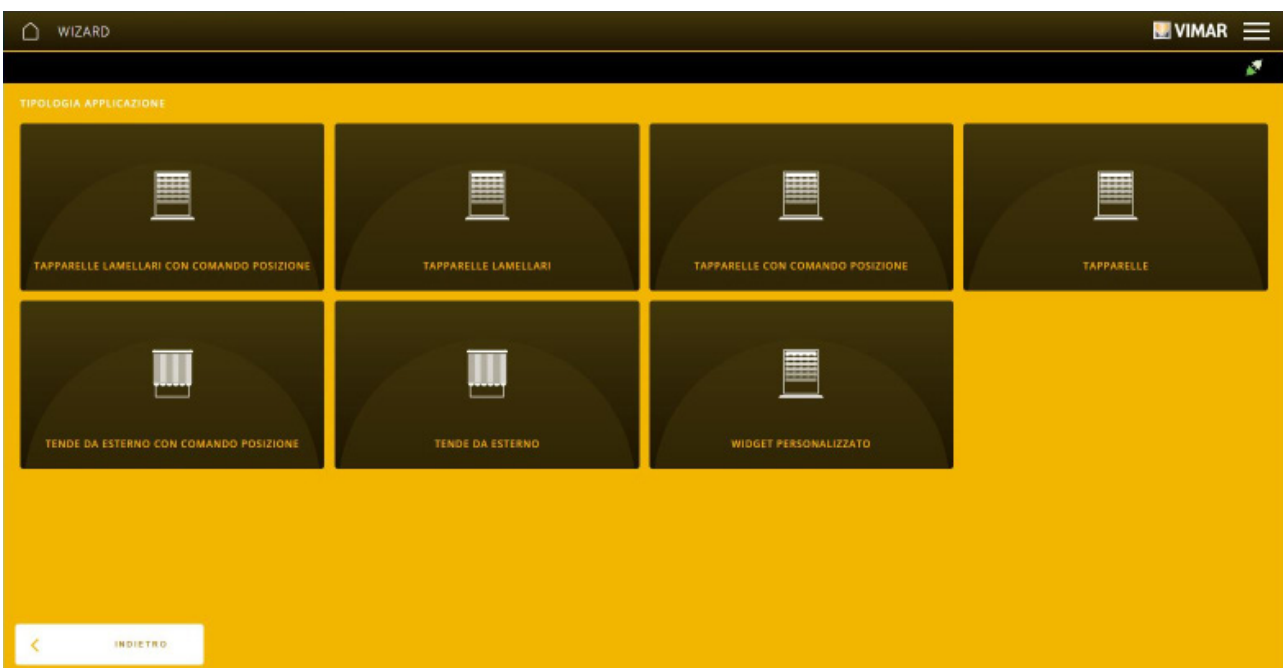 WIZARD
VIMAR
TIPOLOGIA APPLICAZIONE
TAPPARELLE LAMELLARI CON COMANDO POSIZIONE
TAPPARELLE LAMELLARI
TAPPARELLE CON COMANDO POSIZIONE
TAPPARELLE
TENDE DA ESTERNO CON COMANDO POSIZIONE
TENDE DA ESTERNO
WIDGET PERSONALIZZATO
INDIETRO